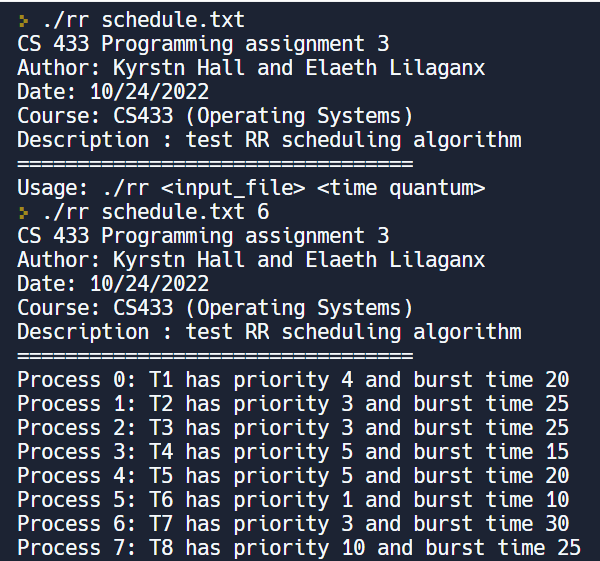 > ./rr schedule.txt
CS 433 Programming assignment 3
Author: Kyrstn Hall and Elaeth Lilaganx
Date: 10/24/2022
Course: CS433 (Operating Systems)
Description : test RR scheduling algorithm
=================================
Usage: ./rr <input_file> <time quantum>
> ./rr schedule.txt 6
CS 433 Programming assignment 3
Author: Kyrstn Hall and Elaeth Lilaganx
Date: 10/24/2022
Course: CS433 (Operating Systems)
Description : test RR scheduling algorithm
=================================
Process 0: T1 has priority 4 and burst time 20
Process 1: T2 has priority 3 and burst time 25
Process 2: T3 has priority 3 and burst time 25
Process 3: T4 has priority 5 and burst time 15
Process 4: T5 has priority 5 and burst time 20
Process 5: T6 has priority 1 and burst time 10
Process 6: T7 has priority 3 and burst time 30
Process 7: T8 has priority 10 and burst time 25